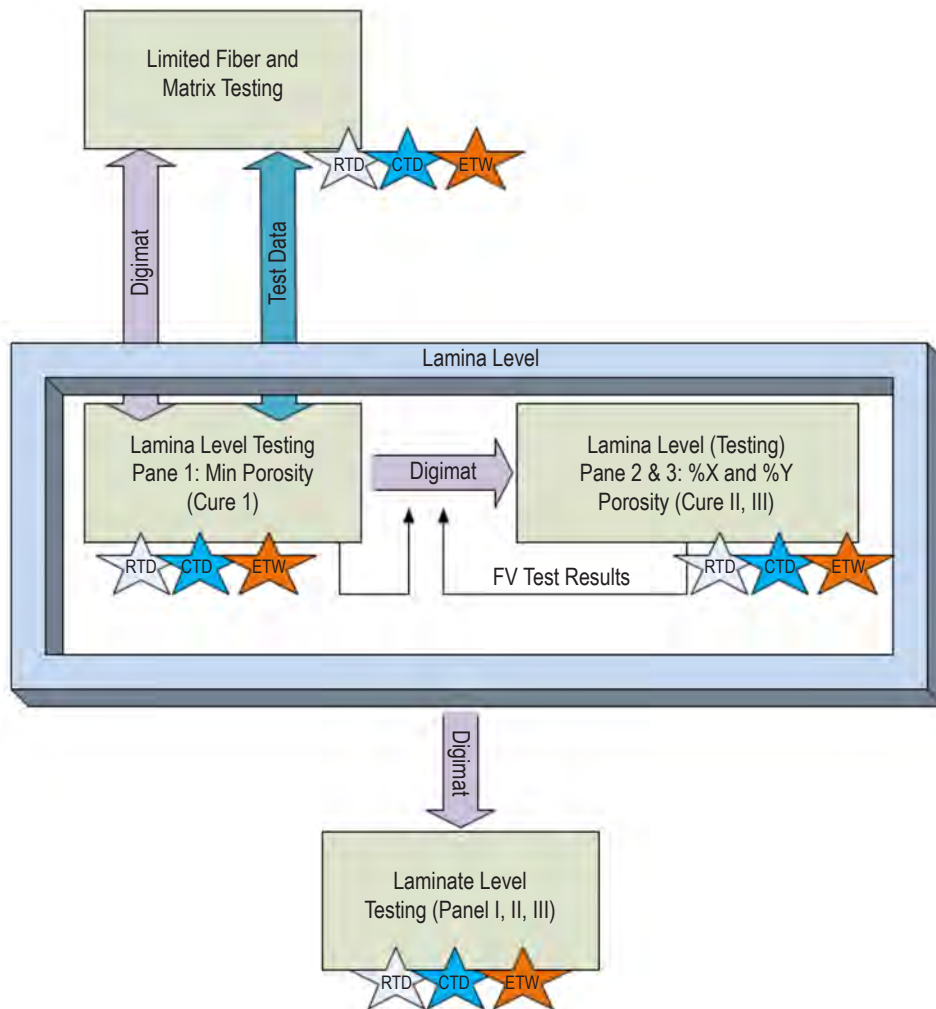 Limited Fiber and
Matrix Testing
RTD
CTD
ETW
Digimat
Test Data
Lamina Level
Lamina Level Testing
Pane 1: Min Porosity
(Cure 1)
Digimat
Lamina Level (Testing)
Pane 2 & 3: %X and %Y
Porosity (Cure II, III)
RTD
CTD
ETW
FV Test Results
RTD
CTD
ETW
Digimat
Laminate Level
Testing (Panel I, II, III)
RTD
CTD
ETW